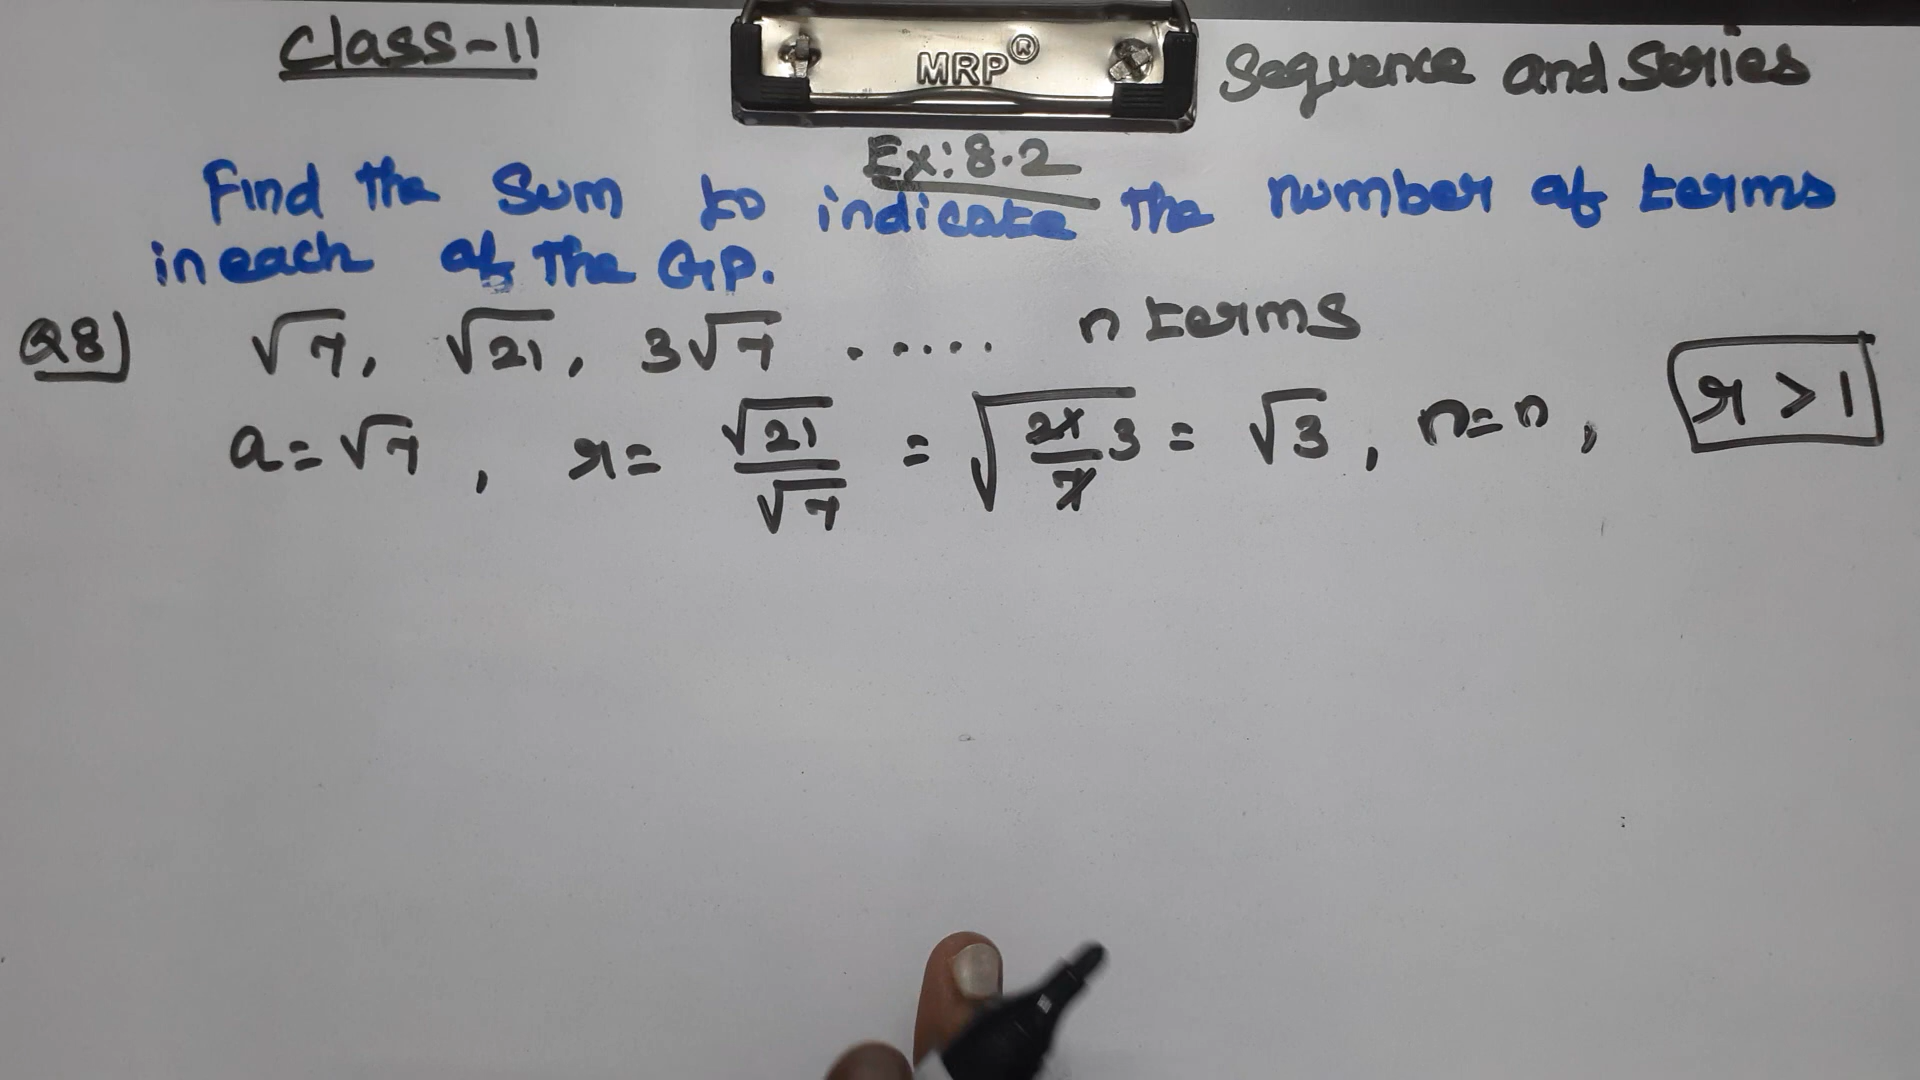 Class-11
MRP®
Sequence and Series
Ex: 8.2
Find the Sum to indicate the number of terms
in each of the G.P.
Q8) √7, √21, 3√7 ..... n terms
a=√7, r= √21/√7 = √21/7 3 = √3, n=n, r>1